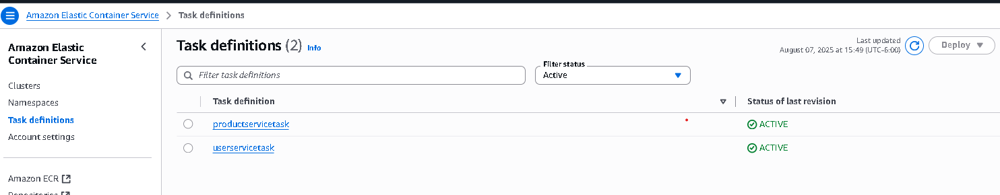 Amazon Elastic Container Service > Task definitions
Amazon Elastic
Container Service
Clusters
Namespaces
Task definitions
Account settings
Amazon ECR
Repositories
Task definitions (2) Info
Last updated
August 07, 2025 at 15:49 (UTC-6:00)
Deploy
Filter task definitions
Filter status
Active
Task definition Status of last revision
productservicetask ACTIVE
userservicetask ACTIVE